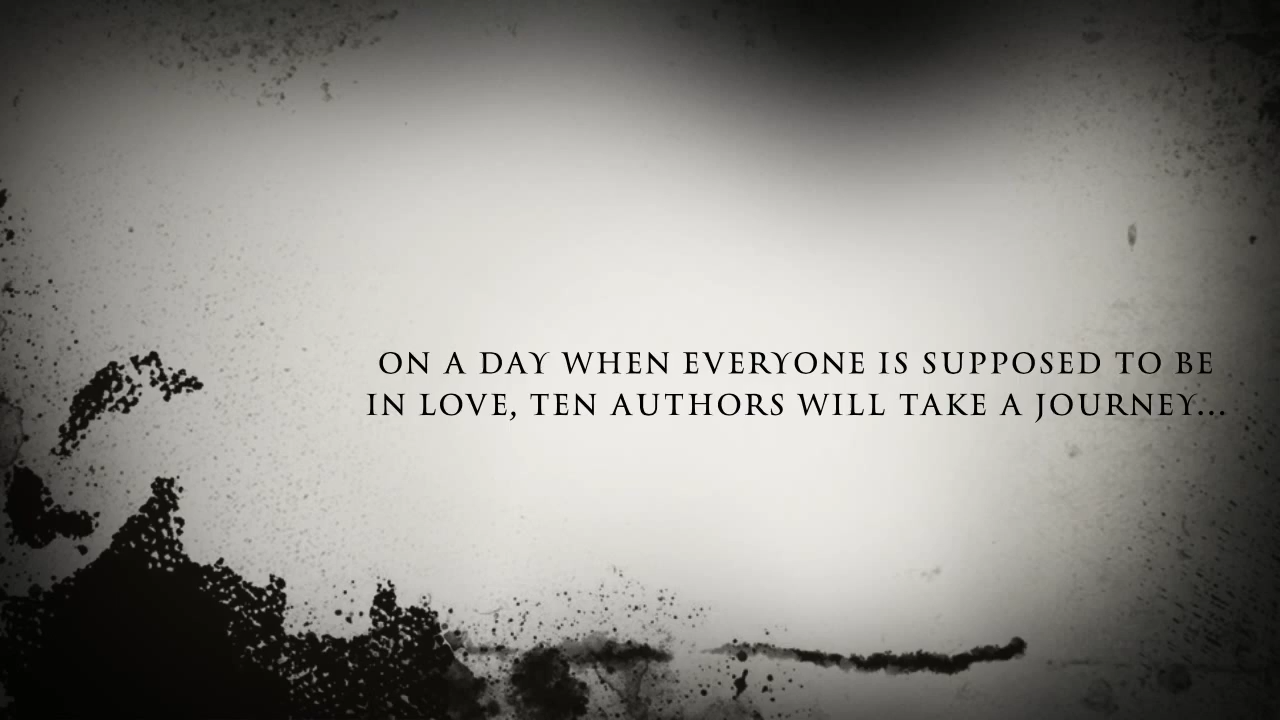 ON A DAY WHEN EVERYONE IS SUPPOSED TO BE
IN LOVE, TEN AUTHORS WILL TAKE A JOURNEY...